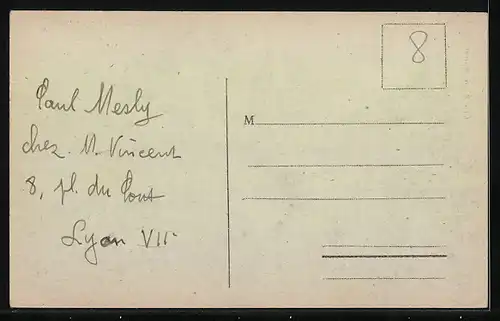 Paul Mesly
chez M. Vincent
8, pl. du Pont
Lyon VII
8
M